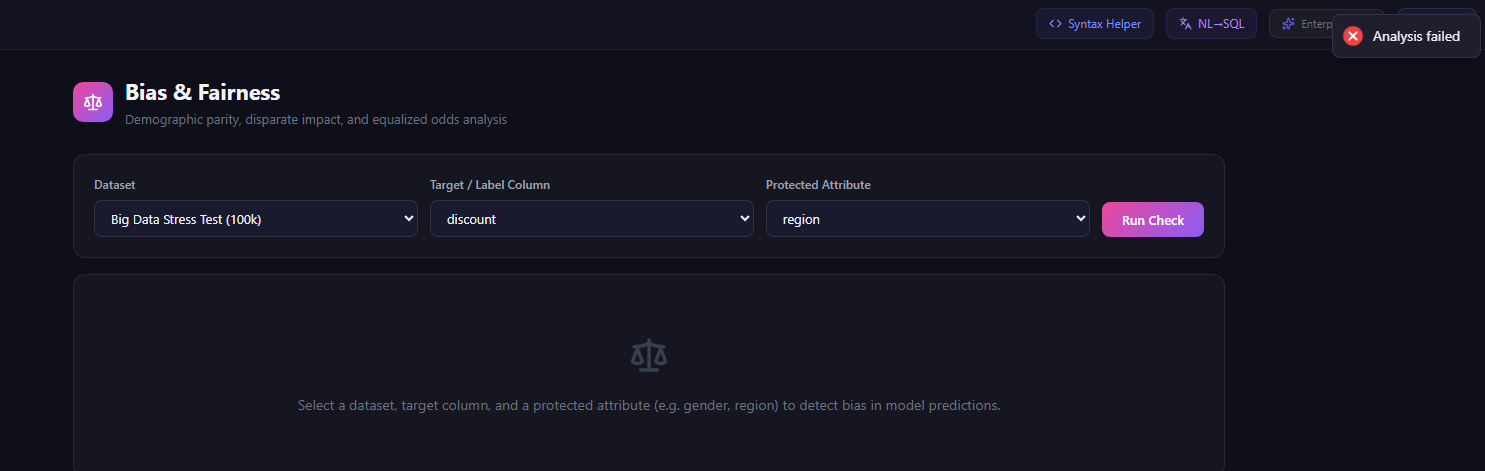 Syntax Helper
NL→SQL
Enterp
Analysis failed
Bias & Fairness
Demographic parity, disparate impact, and equalized odds analysis
Dataset
Target / Label Column
Protected Attribute
Big Data Stress Test (100k)
discount
region
Run Check
Select a dataset, target column, and a protected attribute (e.g. gender, region) to detect bias in model predictions.